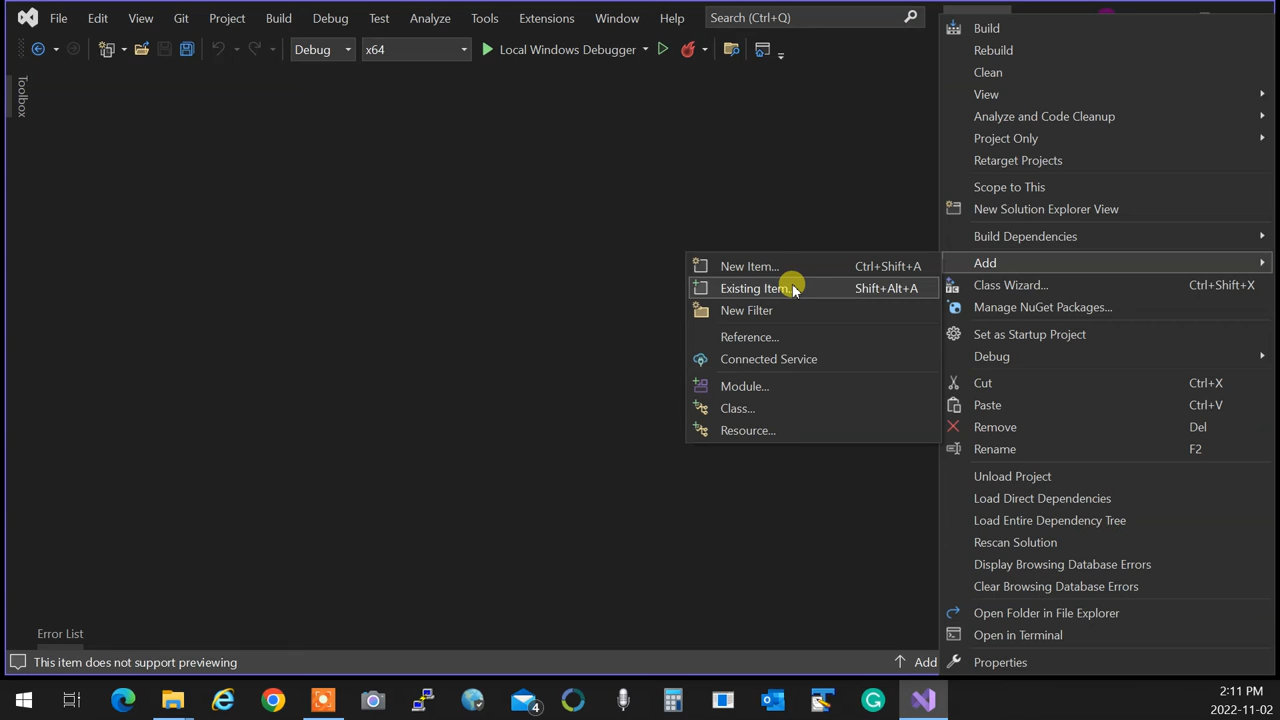 File Edit View Git Project Build Debug Test Analyze Tools Extensions Window Help Search (Ctrl+Q)
Debug x64 Local Windows Debugger
Toolbox
Build
Rebuild
Clean
View
Analyze and Code Cleanup
Project Only
Retarget Projects
Scope to This
New Solution Explorer View
Build Dependencies
Add
Class Wizard... Ctrl+Shift+X
Manage NuGet Packages...
Set as Startup Project
Debug
Cut Ctrl+X
Paste Ctrl+V
Remove Del
Rename F2
Unload Project
Load Direct Dependencies
Load Entire Dependency Tree
Rescan Solution
Display Browsing Database Errors
Clear Browsing Database Errors
Open Folder in File Explorer
Open in Terminal
Properties
New Item... Ctrl+Shift+A
Existing Item... Shift+Alt+A
New Filter
Reference...
Connected Service
Module...
Class...
Resource...
Error List
This item does not support previewing Add
4
2:11 PM
2022-11-02